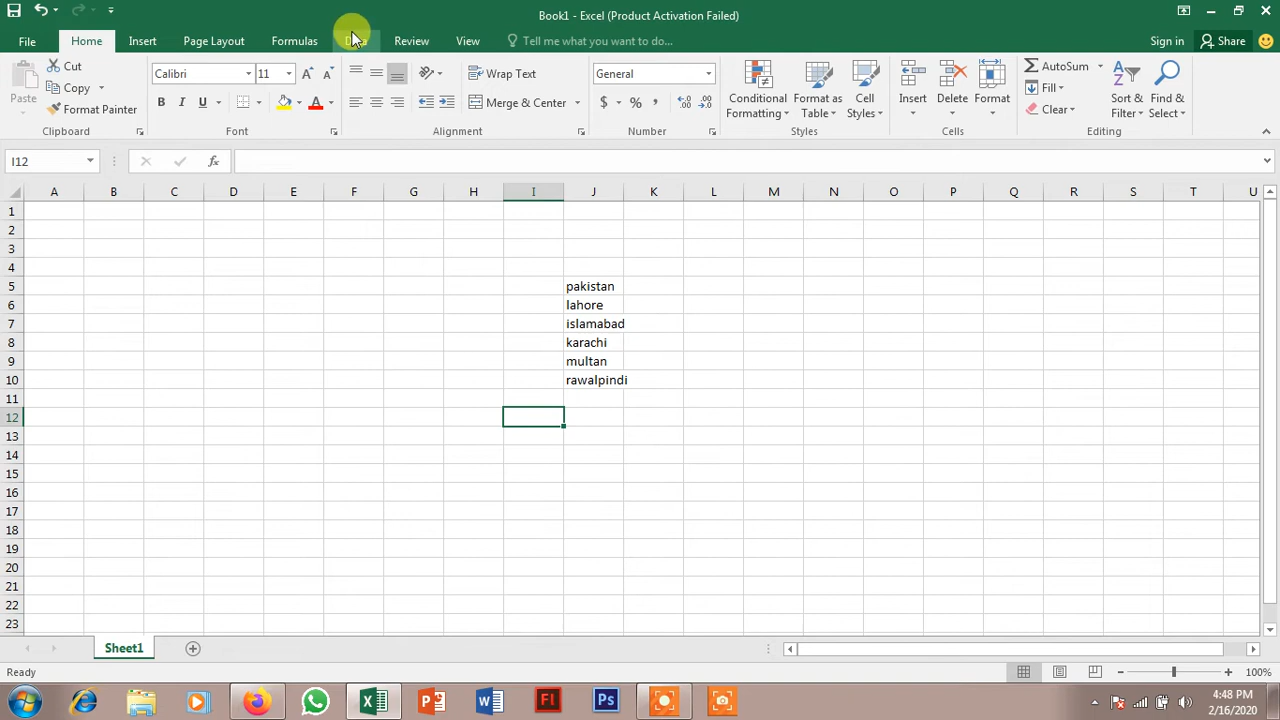 Book1 - Excel (Product Activation Failed)
File Home Insert Page Layout Formulas Data Review View Tell me what you want to do... Sign in Share
Paste Cut Copy Format Painter Clipboard
Calibri 11 B I U A Font
Wrap Text Merge & Center Alignment
General $ % Number
Conditional Formatting Format as Table Cell Styles Styles
Insert Delete Format Cells
AutoSum Fill Clear Sort & Filter Find & Select Editing
I12 fx
A B C D E F G H I J K L M N O P Q R S T U
1
2
3
4
5 pakistan
6 lahore
7 islamabad
8 karachi
9 multan
10 rawalpindi
11
12
13
14
15
16
17
18
19
20
21
22
23
Sheet1
Ready 100%
4:48 PM
2/16/2020